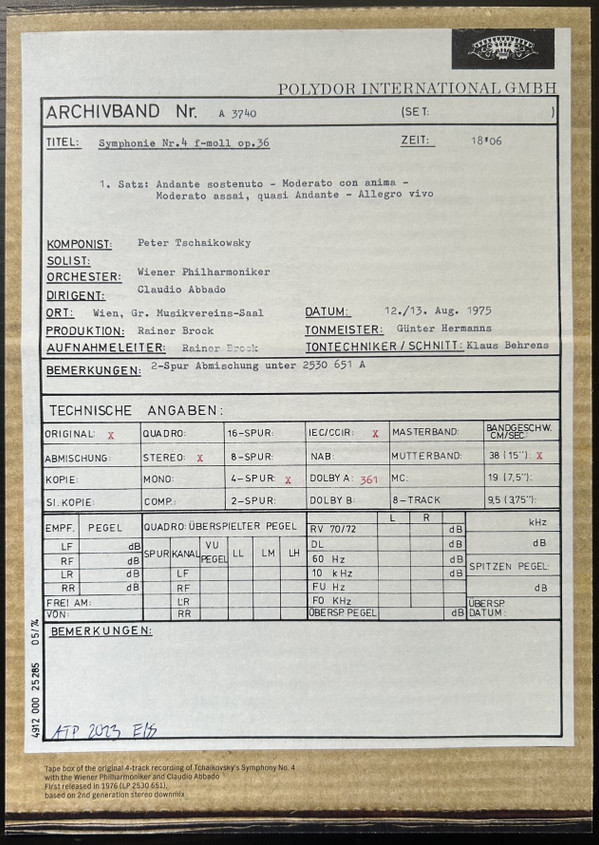 POLYDOR INTERNATIONAL GMBH
ARCHIVBAND Nr. A 3740 (SET: )
TITEL: Symphonie Nr.4 f-moll op.36 ZEIT: 18'06
1. Satz: Andante sostenuto - Moderato con anima -
Moderato assai, quasi Andante - Allegro vivo
KOMPONIST: Peter Tschaikowsky
SOLIST:
ORCHESTER: Wiener Philharmoniker
DIRIGENT: Claudio Abbado
ORT: Wien, Gr. Musikvereins-Saal DATUM: 12./13. Aug. 1975
PRODUKTION: Rainer Brock TONMEISTER: Günter Hermanns
AUFNAHMELEITER: Rainer Brock TONTECHNIKER / SCHNITT: Klaus Behrens
BEMERKUNGEN: 2-Spur Abmischung unter 2530 651 A
TECHNISCHE ANGABEN:
ORIGINAL: X QUADRO: 16-SPUR: IEC/CCIR: X MASTERBAND: BANDGESCHW. CM/SEC:
ABMISCHUNG: STEREO: X 8-SPUR: NAB: MUTTERBAND: 38 (15"): X
KOPIE: MONO: 4-SPUR: X DOLBY A: 361 MC: 19 (7,5"):
SI. KOPIE: COMP.: 2-SPUR: DOLBY B: 8-TRACK 9,5 (3,75"):
EMPF. PEGEL QUADRO: ÜBERSPIELTER PEGEL L R kHz
RV 70/72 dB
LF dB SPUR KANAL VU PEGEL LL LM LH DL dB dB
RF dB 60 Hz dB SPITZEN PEGEL:
LR dB LF 10 kHz dB
RR dB RF FU Hz dB dB
FREI AM: LR FO KHz ÜBERSP
VON: RR ÜBERSP PEGEL dB DATUM:
BEMERKUNGEN:
4912 000 25 285 05/74
ATP 2023 EBS
Tape box of the original 4-track recording of Tchaikovsky's Symphony No. 4
with the Wiener Philharmoniker and Claudio Abbado
First released in 1976 (LP 2530 651),
based on 2nd generation stereo downmix